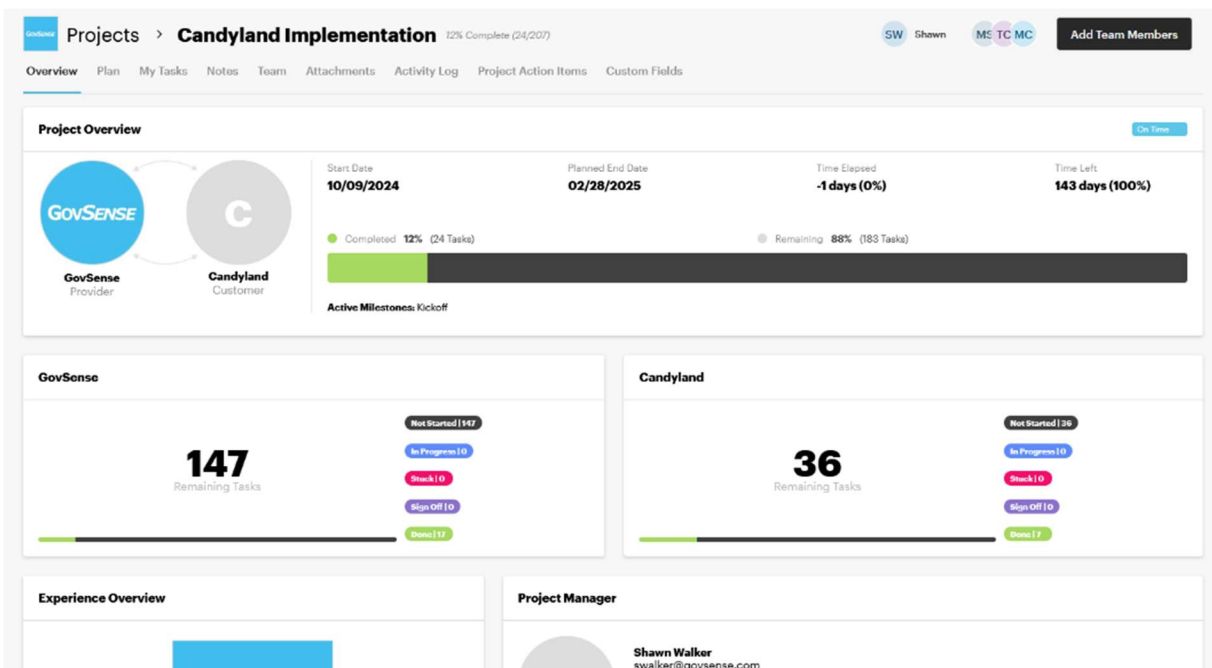 GovSense Projects > Candyland Implementation 12% Complete (24/207) SW Shawn MS TC MC Add Team Members
Overview Plan My Tasks Notes Team Attachments Activity Log Project Action Items Custom Fields
Project Overview On Time
Start Date Planned End Date Time Elapsed Time Left
10/09/2024 02/28/2025 -1 days (0%) 143 days (100%)
GOVSENSE C
Completed 12% (24 Tasks) Remaining 88% (183 Tasks)
GovSense Candyland
Provider Customer
Active Milestones: Kickoff
GovSense
147
Remaining Tasks
Not Started | 147
In Progress | 0
Stuck | 0
Sign Off | 0
Done | 17
Candyland
36
Remaining Tasks
Not Started | 36
In Progress | 0
Stuck | 0
Sign Off | 0
Done | 7
Experience Overview
Project Manager
Shawn Walker
swalker@govsense.com